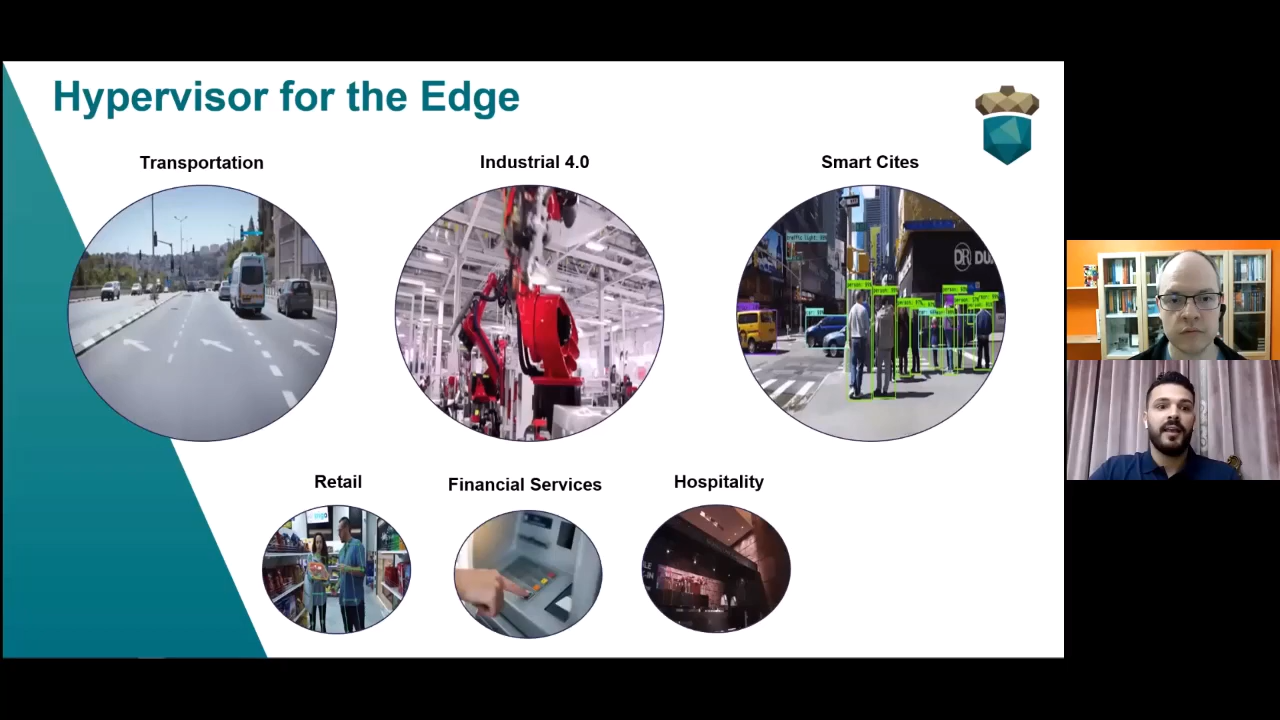 Hypervisor for the Edge
Transportation
Industrial 4.0
Smart Cites
Retail
Financial Services
Hospitality